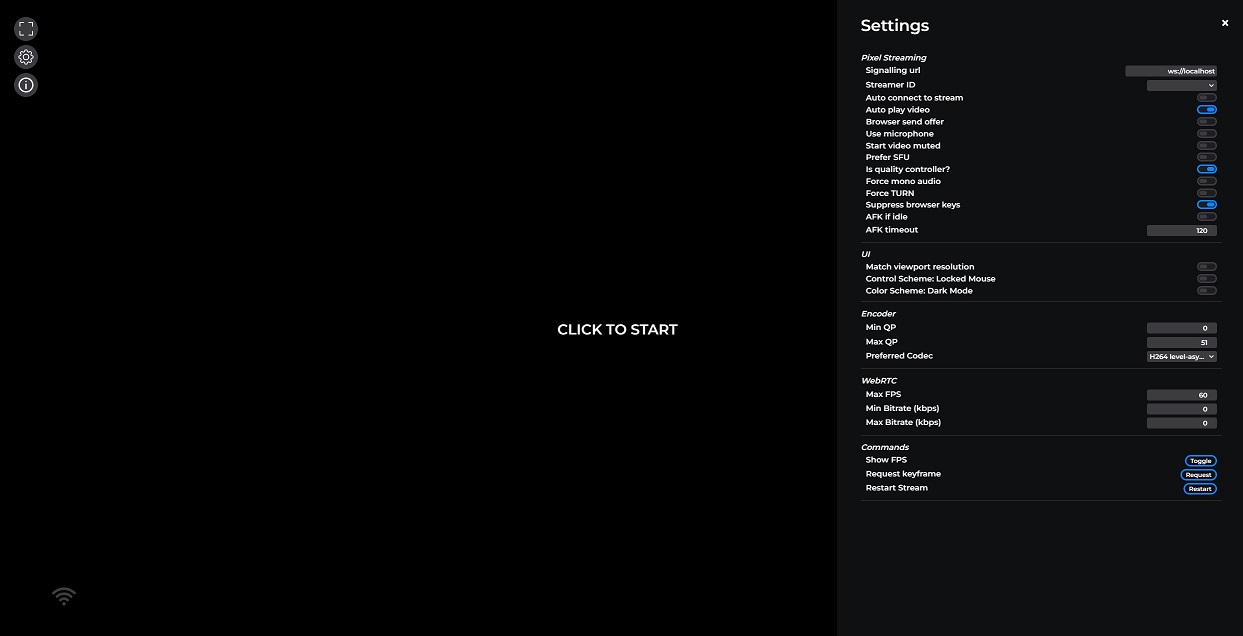 Settings
Pixel Streaming
Signalling url ws://localhost
Streamer ID
Auto connect to stream
Auto play video
Browser send offer
Use microphone
Start video muted
Prefer SFU
Is quality controller?
Force mono audio
Force TURN
Suppress browser keys
AFK if idle
AFK timeout 120
UI
Match viewport resolution
Control Scheme: Locked Mouse
Color Scheme: Dark Mode
Encoder
Min QP 0
Max QP 51
Preferred Codec H264 level-asy...
WebRTC
Max FPS 60
Min Bitrate (kbps) 0
Max Bitrate (kbps) 0
Commands
Show FPS Toggle
Request keyframe Request
Restart Stream Restart
CLICK TO START